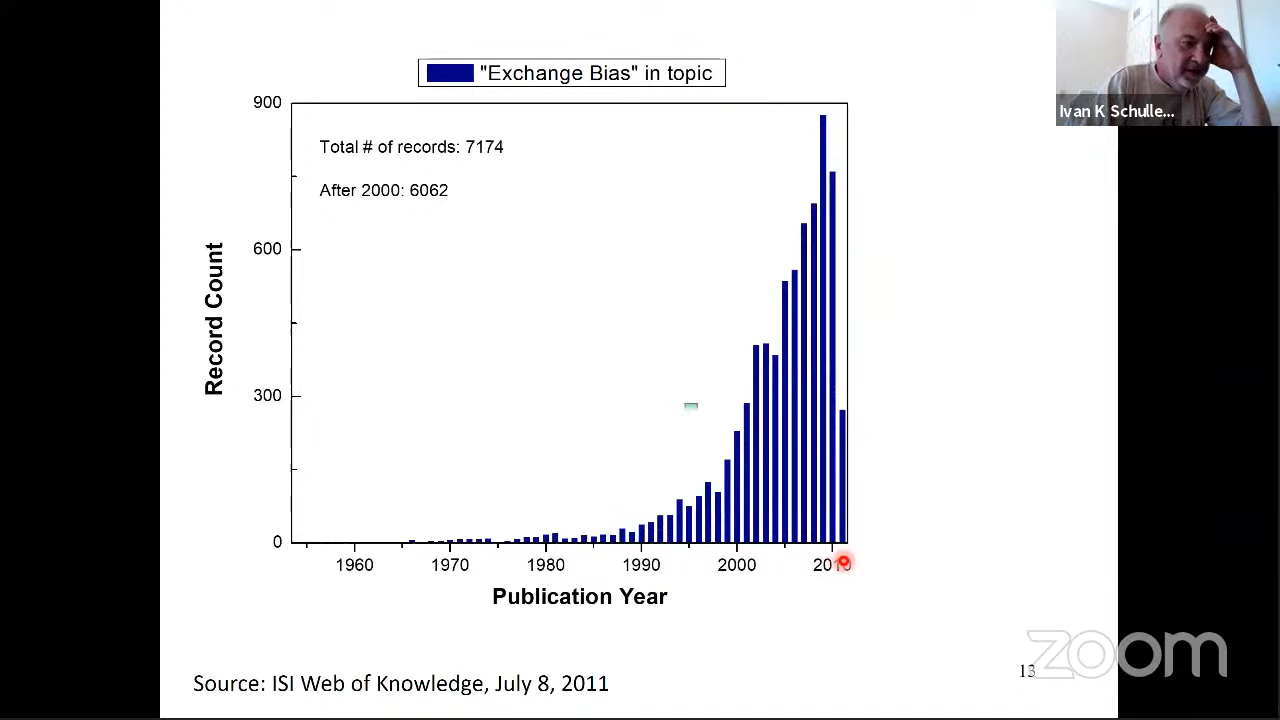 "Exchange Bias" in topic
900
Total # of records: 7174
After 2000: 6062
600
Record Count
300
0
1960 1970 1980 1990 2000 2010
Publication Year
Source: ISI Web of Knowledge, July 8, 2011
13
zoom
Ivan K Schulle...